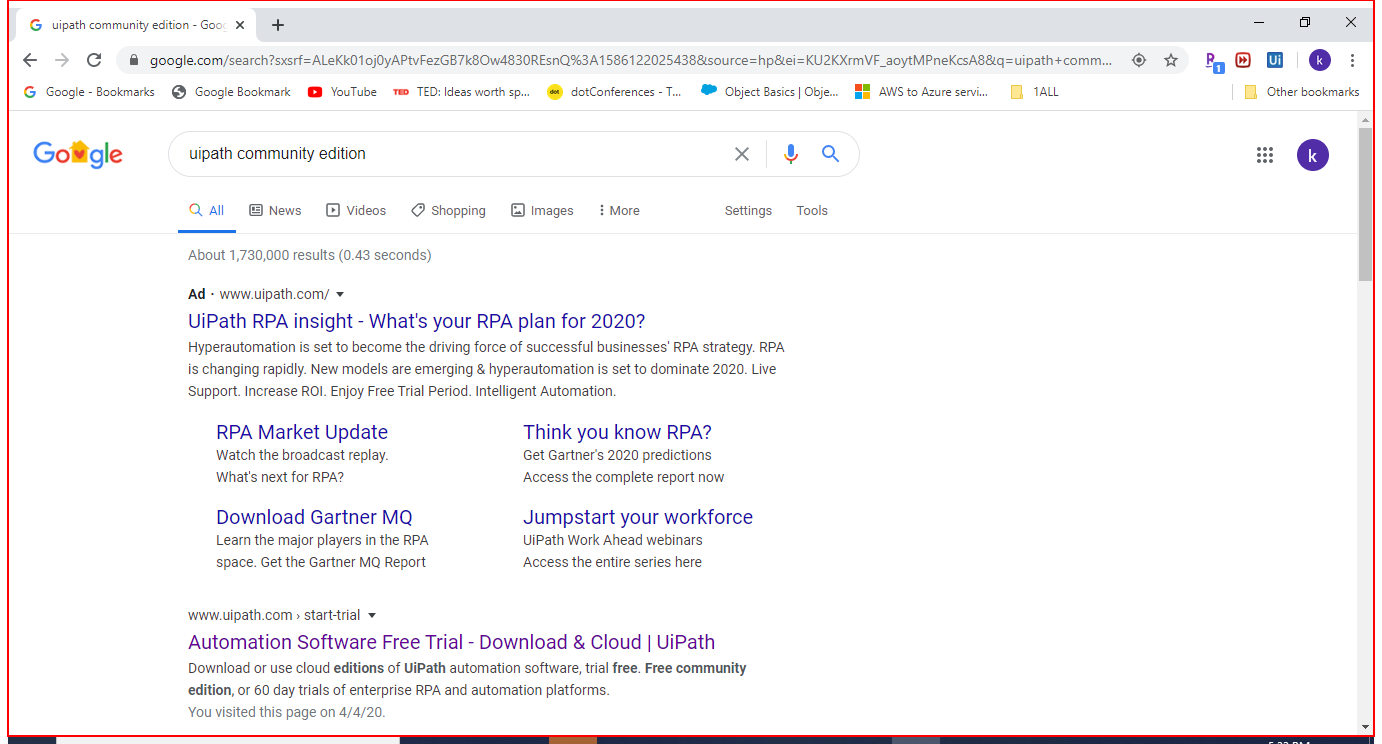 uipath community edition - Goog
google.com/search?sxsrf=ALeKk01oj0yAPtvFezGB7k8Ow4830REsnQ%3A1586122025438&source=hp&ei=KU2KXrmVF_aoytMPneKcsA8&q=uipath+comm...
1
Ui
k
Google - Bookmarks
Google Bookmark
YouTube
TED
TED: Ideas worth sp...
dot
dotConferences - T...
Object Basics | Obje...
AWS to Azure servi...
1ALL
Other bookmarks
Google
uipath community edition
k
All
News
Videos
Shopping
Images
More
Settings
Tools
About 1,730,000 results (0.43 seconds)
Ad · www.uipath.com/
UiPath RPA insight - What's your RPA plan for 2020?
Hyperautomation is set to become the driving force of successful businesses' RPA strategy. RPA
is changing rapidly. New models are emerging & hyperautomation is set to dominate 2020. Live
Support. Increase ROI. Enjoy Free Trial Period. Intelligent Automation.
RPA Market Update
Watch the broadcast replay.
What's next for RPA?
Think you know RPA?
Get Gartner's 2020 predictions
Access the complete report now
Download Gartner MQ
Learn the major players in the RPA
space. Get the Gartner MQ Report
Jumpstart your workforce
UiPath Work Ahead webinars
Access the entire series here
www.uipath.com › start-trial
Automation Software Free Trial - Download & Cloud | UiPath
Download or use cloud editions of UiPath automation software, trial free. Free community
edition, or 60 day trials of enterprise RPA and automation platforms.
You visited this page on 4/4/20.